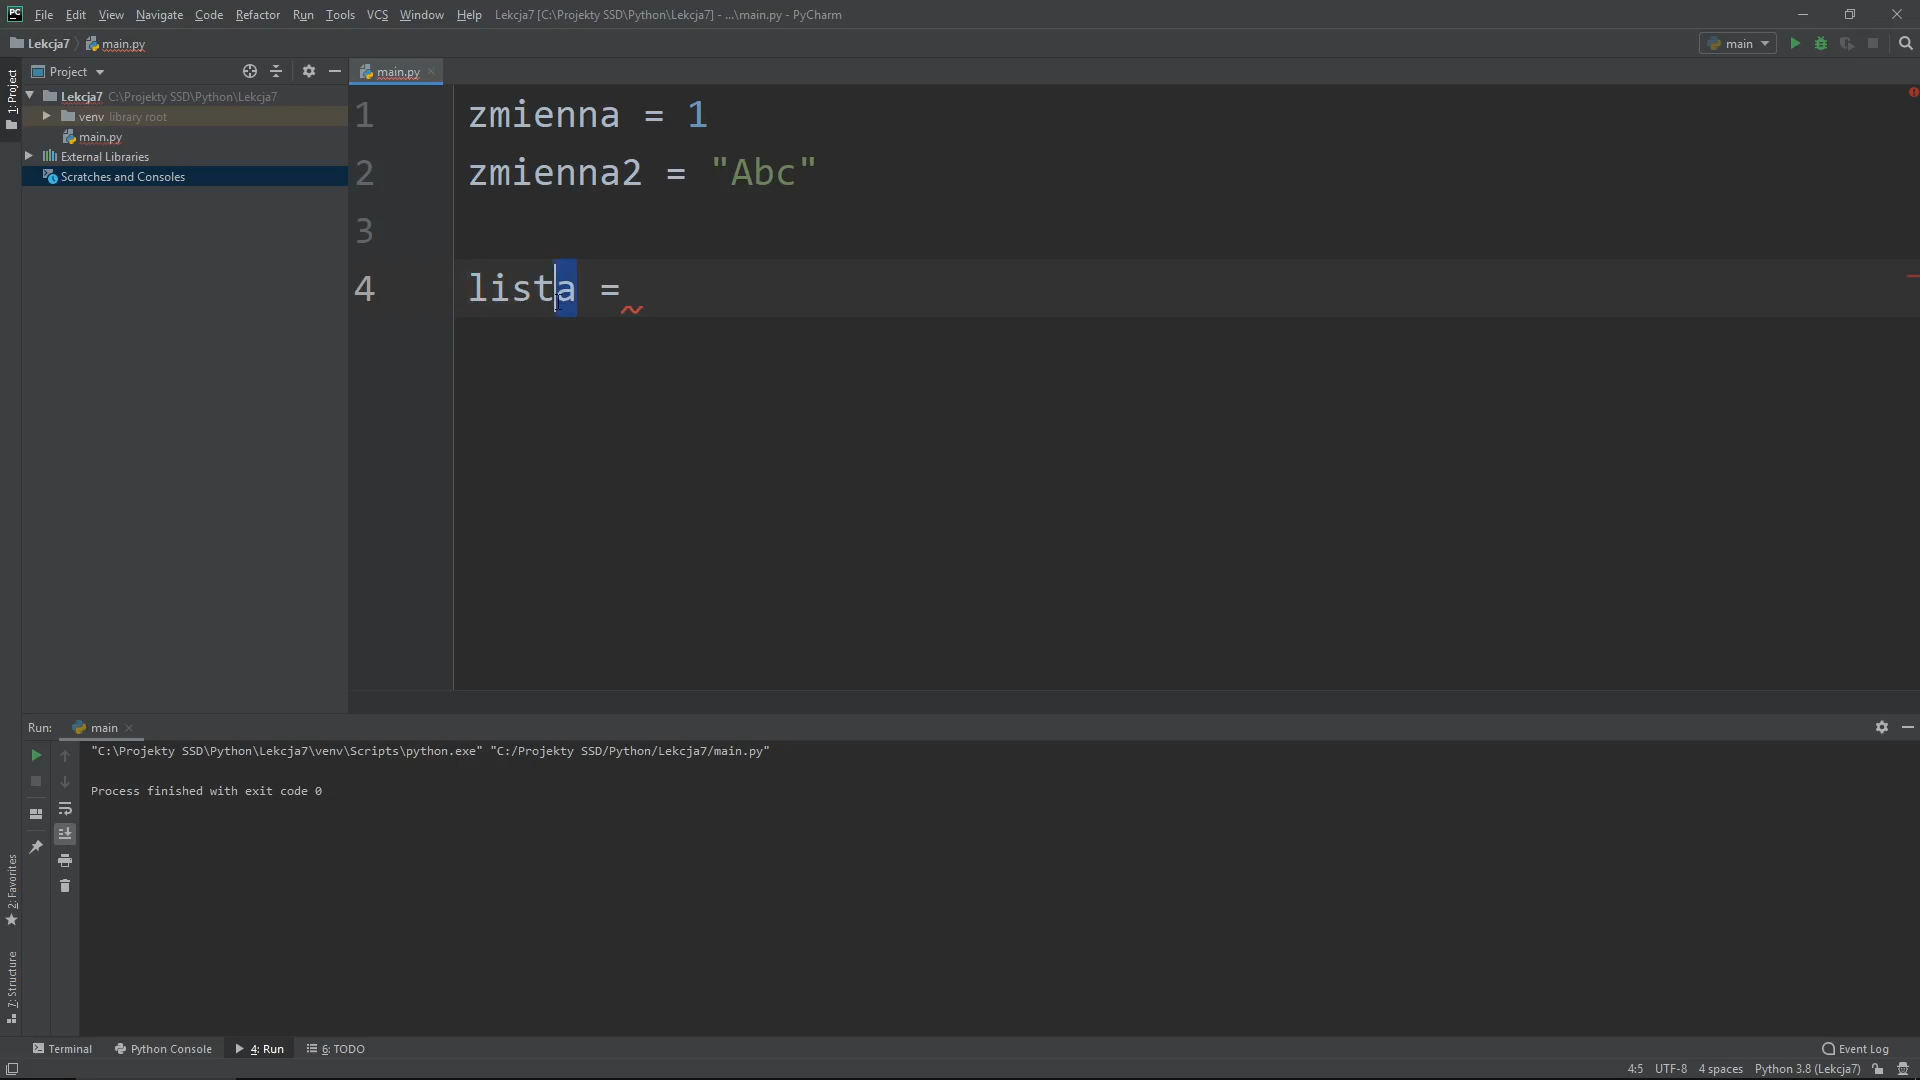 PC File Edit View Navigate Code Refactor Run Tools VCS Window Help Lekcja7 [C:\Projekty SSD\Python\Lekcja7] - ...\main.py - PyCharm
Lekcja7 main.py main
1: Project
Project
main.py
Lekcja7 C:\Projekty SSD\Python\Lekcja7
venv library root
main.py
External Libraries
Scratches and Consoles
1 zmienna = 1
2 zmienna2 = "Abc"
3
4 lista =
Run: main
"C:\Projekty SSD\Python\Lekcja7\venv\Scripts\python.exe" "C:/Projekty SSD/Python/Lekcja7/main.py"
Process finished with exit code 0
2: Favorites
7: Structure
Terminal Python Console 4: Run 6: TODO Event Log
4:5 UTF-8 4 spaces Python 3.8 (Lekcja7)